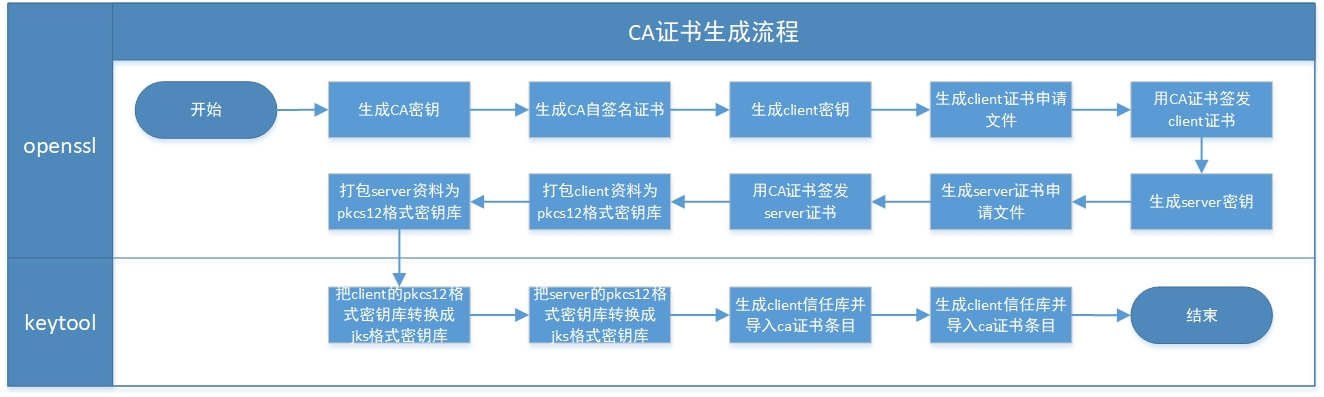 CA证书生成流程
openssl
开始
生成CA密钥
生成CA自签名证书
生成client密钥
生成client证书申请
文件
用CA证书签发
client证书
生成server密钥
生成server证书申
请文件
用CA证书签发
server证书
打包client资料为
pkcs12格式密钥库
打包server资料为
pkcs12格式密钥库
keytool
把client的pkcs12格
式密钥库转换成
jks格式密钥库
把server的pkcs12格
式密钥库转换成
jks格式密钥库
生成client信任库并
导入ca证书条目
生成client信任库并
导入ca证书条目
结束